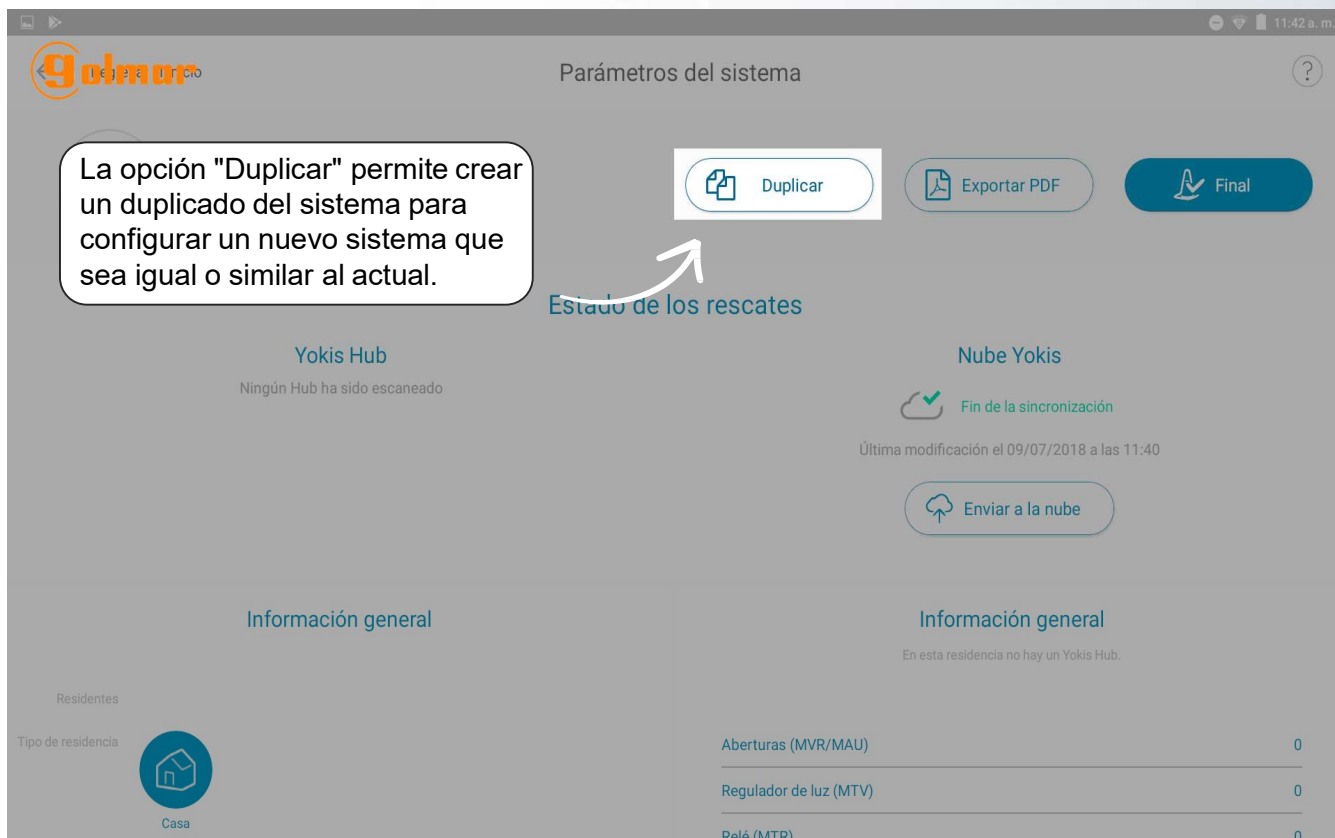 11:42 a. m.
golmar
Parámetros del sistema
?
La opción "Duplicar" permite crear
un duplicado del sistema para
configurar un nuevo sistema que
sea igual o similar al actual.
Duplicar
Exportar PDF
Final
Estado de los rescates
Yokis Hub
Ningún Hub ha sido escaneado
Nube Yokis
Fin de la sincronización
Última modificación el 09/07/2018 a las 11:40
Enviar a la nube
Información general
Residentes
Tipo de residencia
Casa
Información general
En esta residencia no hay un Yokis Hub.
Aberturas (MVR/MAU) 0
Regulador de luz (MTV) 0
Relé (MTR) 0